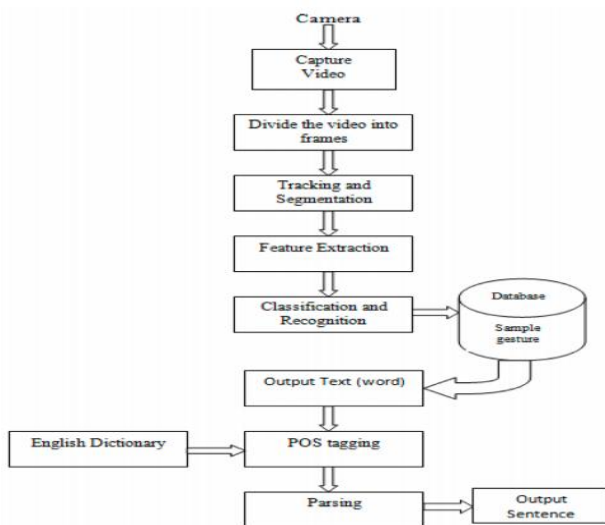 Camera
Capture
Video
Divide the video into
frames
Tracking and
Segmentation
Feature Extraction
Classification and
Recognition
Database
Sample
gesture
Output Text (word)
English Dictionary
POS tagging
Parsing
Output
Sentence